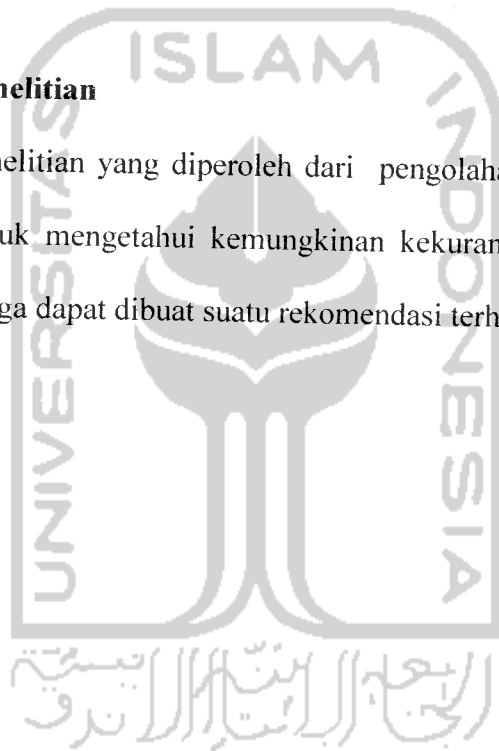 ISLAM
nelitian
nelitian yang diperoleh dari pengolaha
uk mengetahui kemungkinan kekuran
ga dapat dibuat suatu rekomendasi terh
UNIVERSITAS
INDONESIA